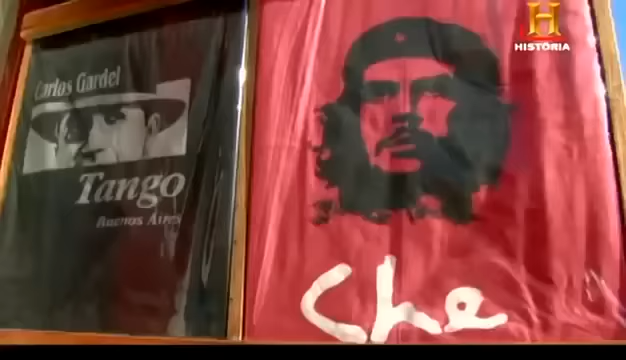 Carlos Gardel
Tango
Buenos Aires
Che
H
HISTORIA